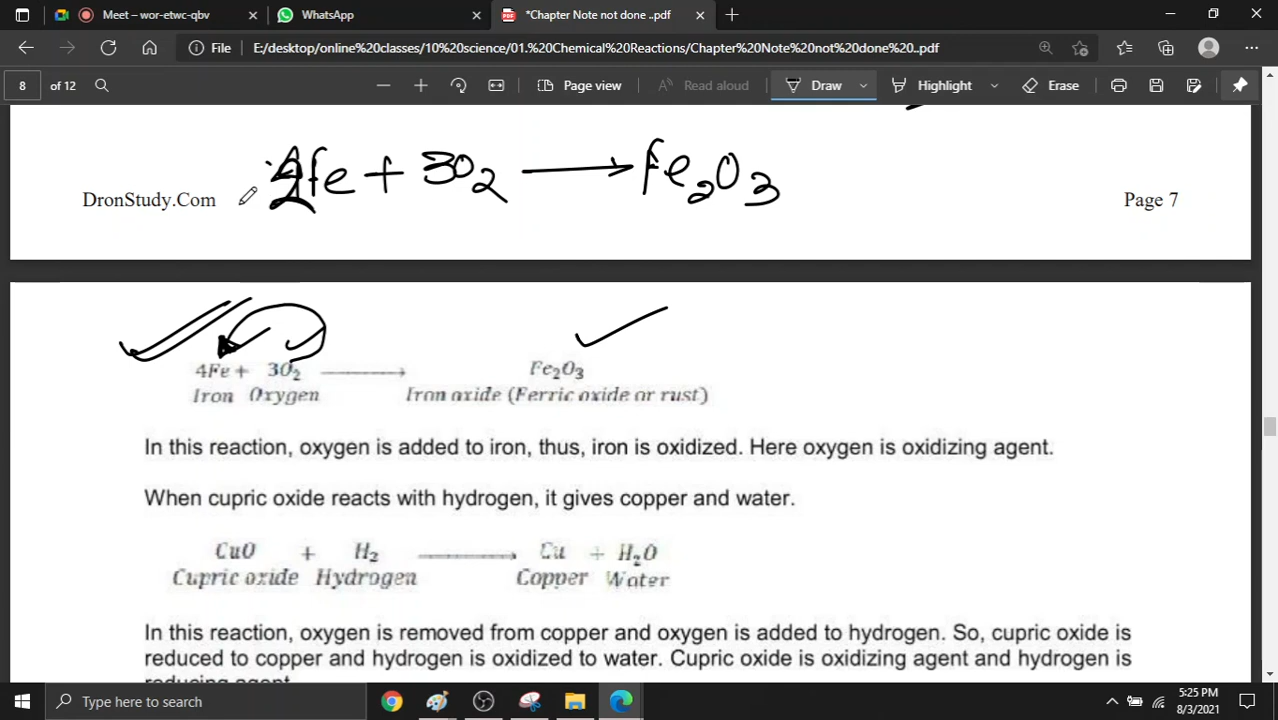 Meet – wor-etwc-qbv
WhatsApp
*Chapter Note not done ..pdf
File E:/desktop/online%20classes/10%20science/01.%20Chemical%20Reactions/Chapter%20Note%20not%20done%20..pdf
8 of 12
Page view
Read aloud
Draw
Highlight
Erase
Fe + 3O2 → Fe2O3
DronStudy.Com
Page 7
4Fe + 3O₂ → Fe₂O₃
Iron Oxygen Iron oxide (Ferric oxide or rust)
In this reaction, oxygen is added to iron, thus, iron is oxidized. Here oxygen is oxidizing agent.
When cupric oxide reacts with hydrogen, it gives copper and water.
CuO + H₂ → Cu + H₂O
Cupric oxide Hydrogen Copper Water
In this reaction, oxygen is removed from copper and oxygen is added to hydrogen. So, cupric oxide is
reduced to copper and hydrogen is oxidized to water. Cupric oxide is oxidizing agent and hydrogen is
reducing agent.
Type here to search
5:25 PM
8/3/2021